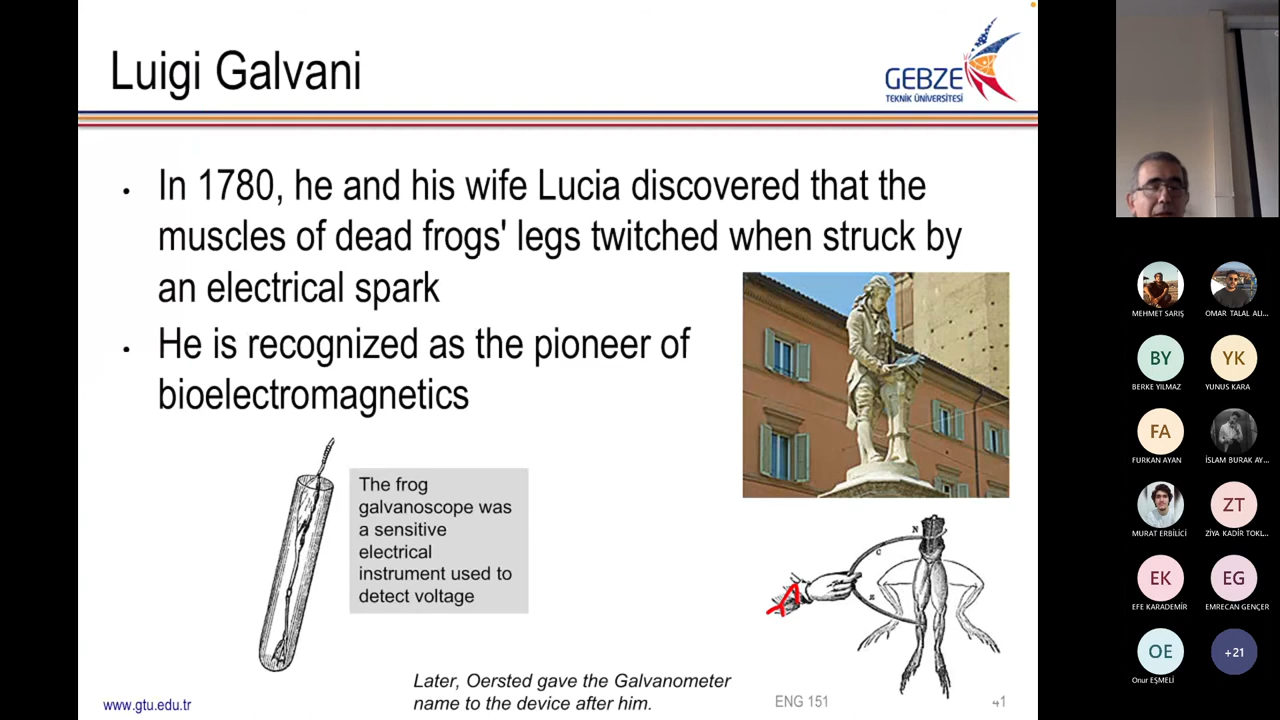 Luigi Galvani
GEBZE
TEKNİK ÜNİVERSİTESİ
• In 1780, he and his wife Lucia discovered that the
muscles of dead frogs' legs twitched when struck by
an electrical spark
• He is recognized as the pioneer of
bioelectromagnetics
The frog
galvanoscope was
a sensitive
electrical
instrument used to
detect voltage
N
C
Z
Later, Oersted gave the Galvanometer
name to the device after him.
www.gtu.edu.tr
ENG 151
41
MEHMET SARIŞ
OMAR TALAL ALI...
BY
BERKE YILMAZ
YK
YUNUS KARA
FA
FURKAN AYAN
İSLAM BURAK AY...
MURAT ERBİLİCİ
ZT
ZİYA KADİR TOKL...
EK
EFE KARADEMİR
EG
EMRECAN GENÇER
OE
Onur EŞMELİ
+21